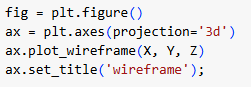 fig = plt.figure()
ax = plt.axes(projection='3d')
ax.plot_wireframe(X, Y, Z)
ax.set_title('wireframe');